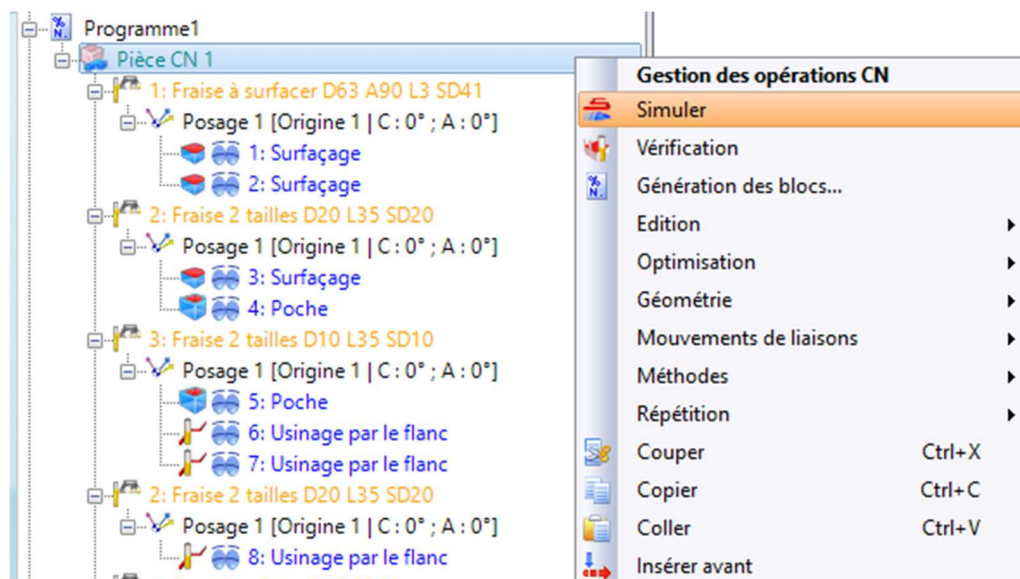 Programme1
Pièce CN 1
1: Fraise à surfacer D63 A90 L3 SD41
Posage 1 [Origine 1 | C : 0° ; A : 0°]
1: Surfaçage
2: Surfaçage
2: Fraise 2 tailles D20 L35 SD20
Posage 1 [Origine 1 | C : 0° ; A : 0°]
3: Surfaçage
4: Poche
3: Fraise 2 tailles D10 L35 SD10
Posage 1 [Origine 1 | C : 0° ; A : 0°]
5: Poche
6: Usinage par le flanc
7: Usinage par le flanc
2: Fraise 2 tailles D20 L35 SD20
Posage 1 [Origine 1 | C : 0° ; A : 0°]
8: Usinage par le flanc
Gestion des opérations CN
Simuler
Vérification
Génération des blocs...
Edition
Optimisation
Géométrie
Mouvements de liaisons
Méthodes
Répétition
Couper Ctrl+X
Copier Ctrl+C
Coller Ctrl+V
Insérer avant